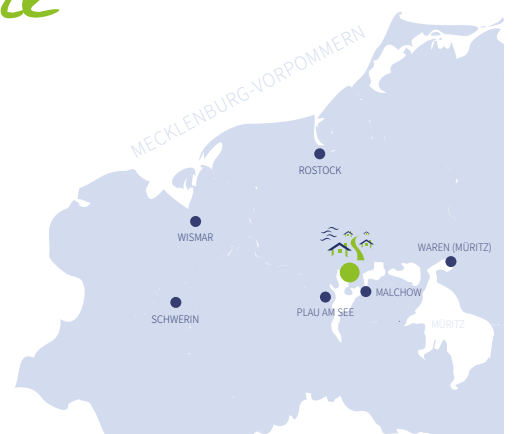 MECKLENBURG-VORPOMMERN
ROSTOCK
WISMAR
WAREN (MÜRITZ)
MALCHOW
PLAU AM SEE
SCHWERIN
MÜRITZ